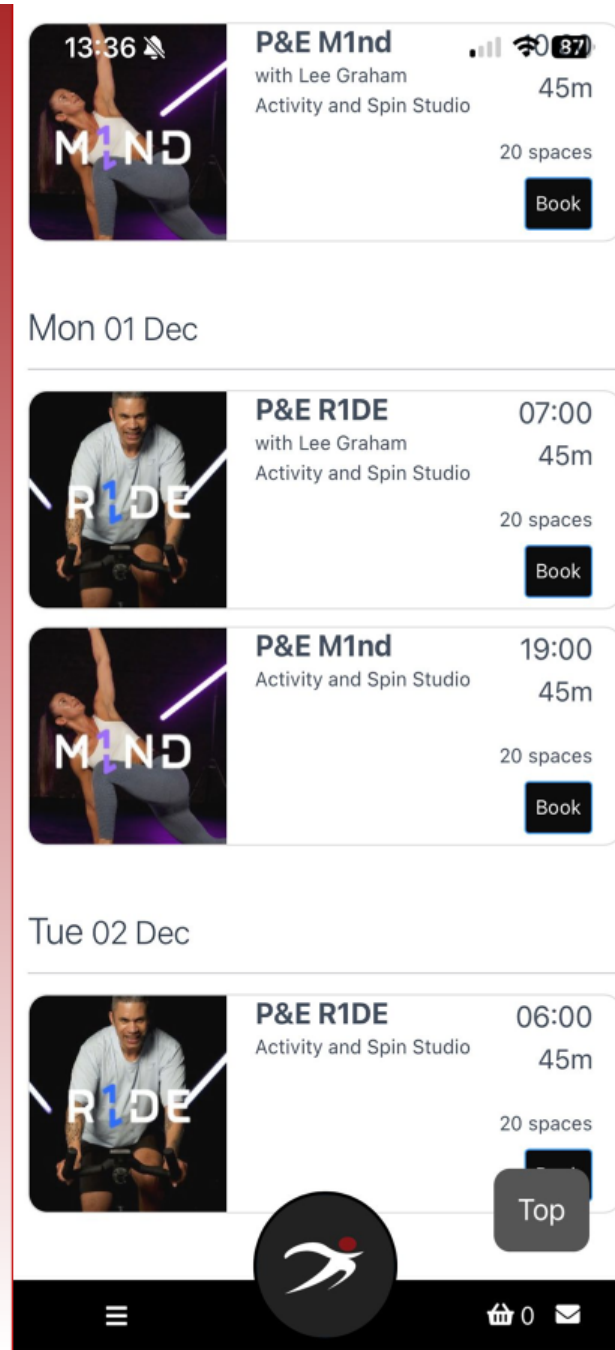 13:36
87
P&E M1nd
with Lee Graham
45m
Activity and Spin Studio
M1ND
20 spaces
Book
Mon 01 Dec
P&E R1DE
07:00
with Lee Graham
45m
Activity and Spin Studio
R1DE
20 spaces
Book
P&E M1nd
19:00
Activity and Spin Studio
45m
M1ND
20 spaces
Book
Tue 02 Dec
P&E R1DE
06:00
Activity and Spin Studio
45m
R1DE
20 spaces
Top
0